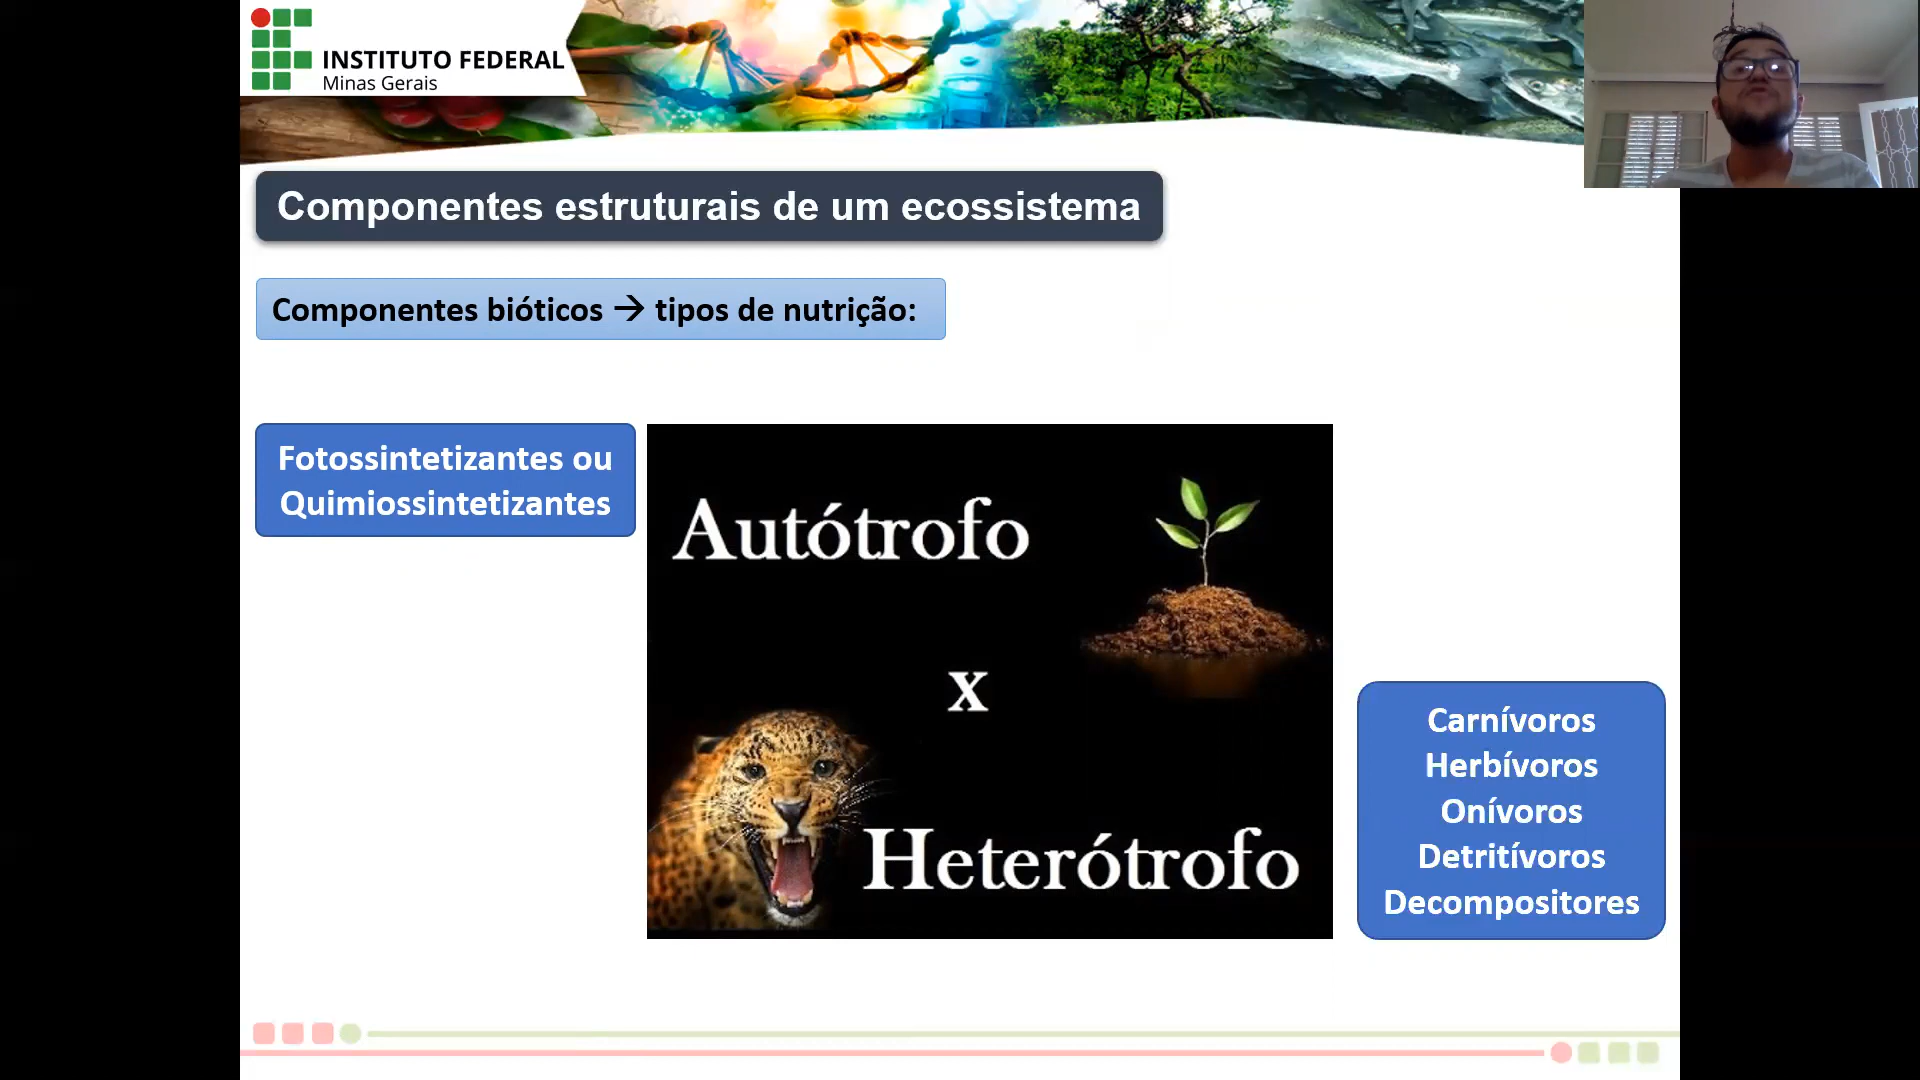 INSTITUTO FEDERAL
Minas Gerais
Componentes estruturais de um ecossistema
Componentes bióticos → tipos de nutrição:
Fotossintetizantes ou
Quimiossintetizantes
Autótrofo
x
Heterótrofo
Carnívoros
Herbívoros
Onívoros
Detritívoros
Decompositores